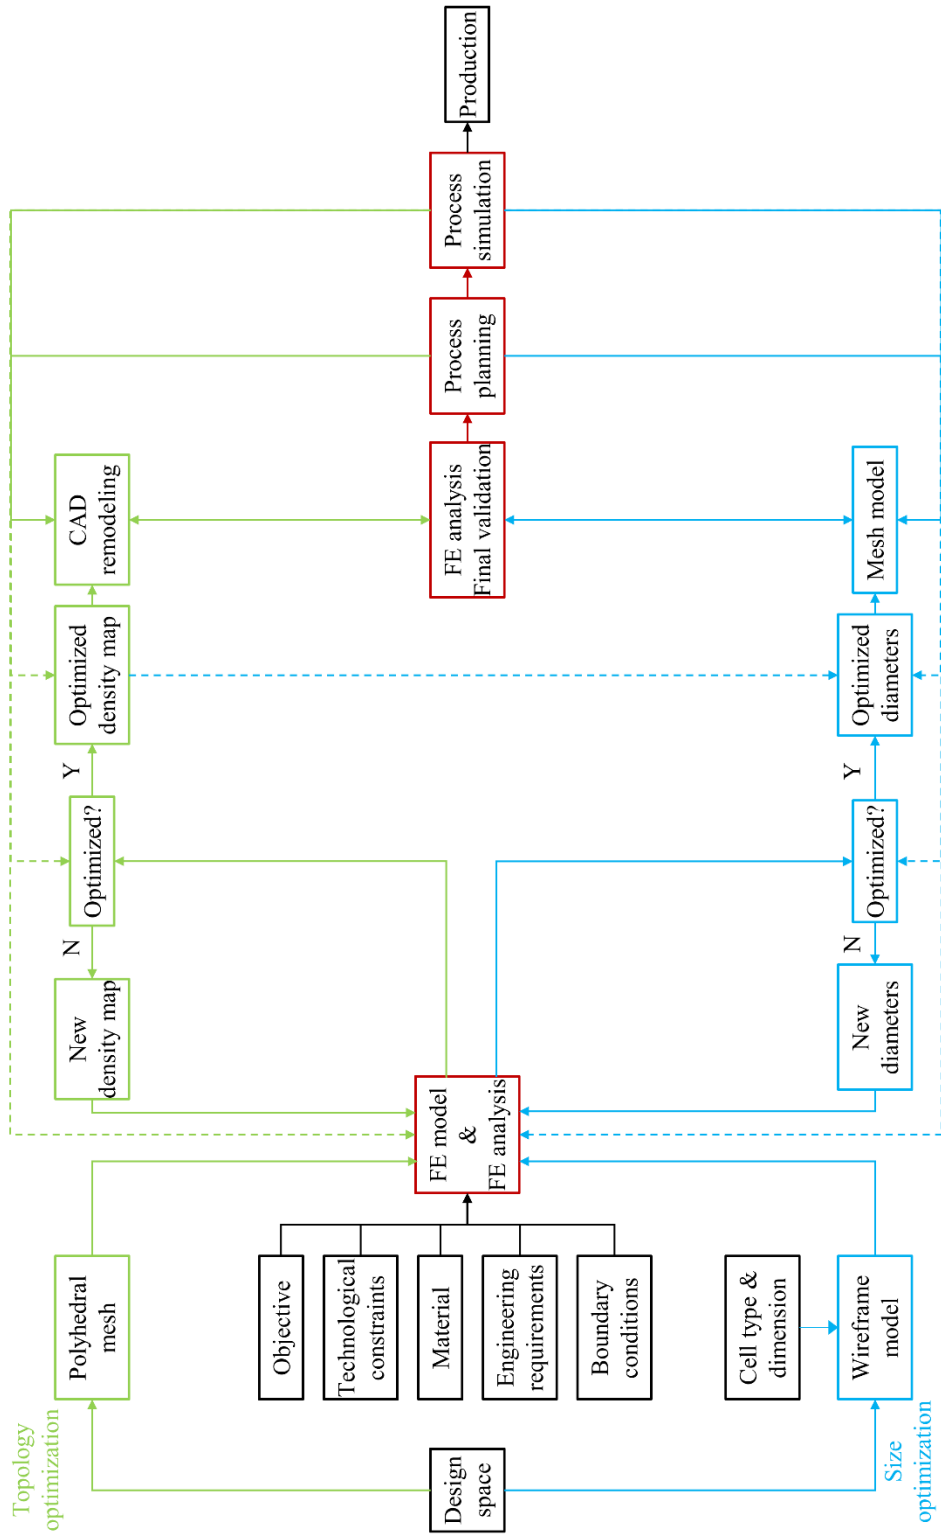 Topology
optimization
Polyhedral
mesh
New
density map
N
Optimized?
Y
Optimized
density map
CAD
remodeling
Design
space
Objective
Technological
constraints
Material
Engineering
requirements
Boundary
conditions
FE model
&
FE analysis
FE analysis
Final validation
Process
planning
Process
simulation
Production
Cell type &
dimension
Size
optimization
Wireframe
model
New
diameters
N
Optimized?
Y
Optimized
diameters
Mesh model